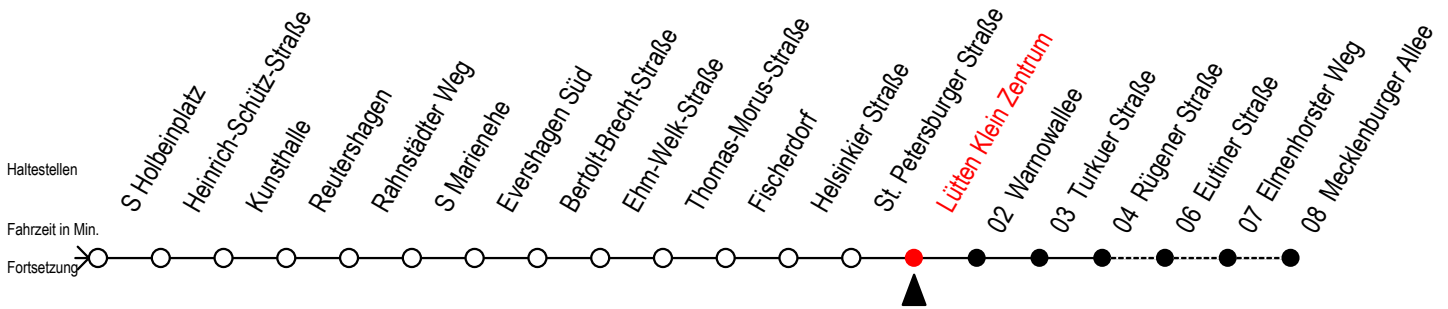 Haltestellen
Fahrzeit in Min.
Fortsetzung
S Holbeinplatz
Heinrich-Schütz-Straße
Kunsthalle
Reutershagen
Rahnstädter Weg
S Marienehe
Evershagen Süd
Bertolt-Brecht-Straße
Ehm-Welk-Straße
Thomas-Morus-Straße
Fischerdorf
Helsinkier Straße
St. Petersburger Straße
Lütten Klein Zentrum
02 Warnowallee
03 Turkuer Straße
04 Rügener Straße
06 Eutiner Straße
07 Elmenhorster Weg
08 Mecklenburger Allee